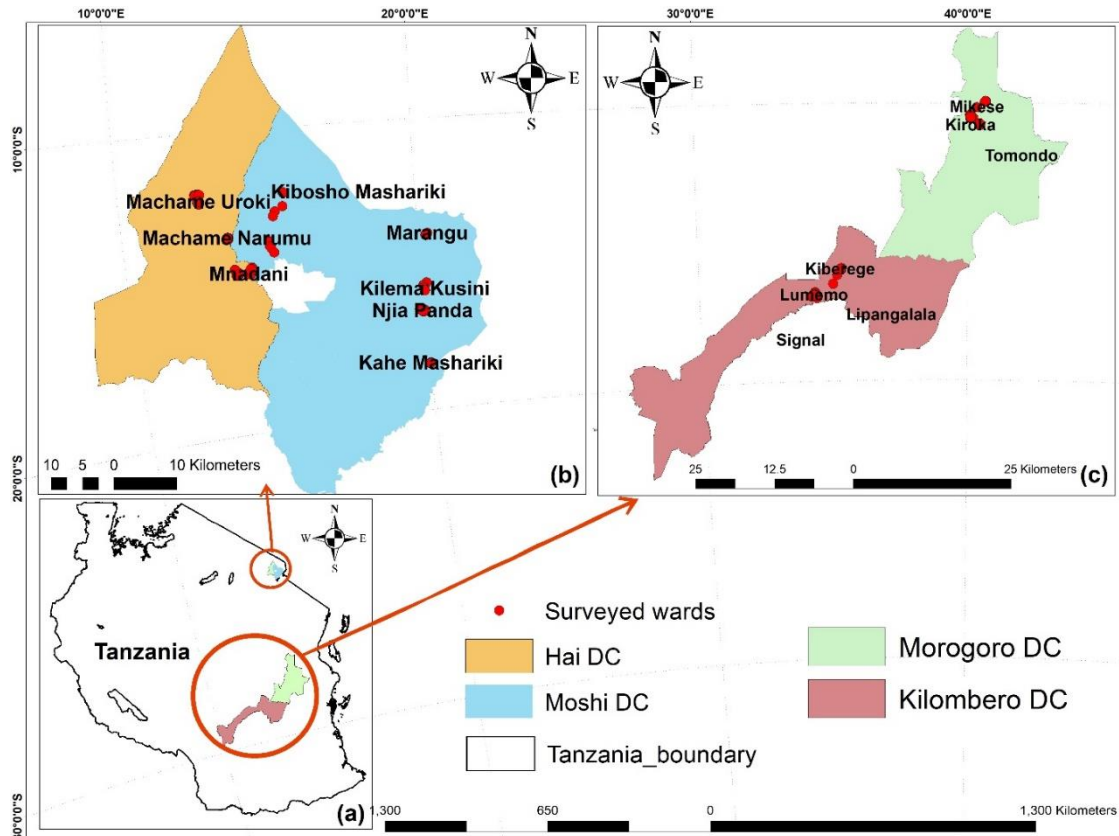 10°0'0"E
20°0'0"E
30°0'0"E
40°0'0"E
10°0'0"S
20°0'0"S
N
W
E
S
Machame Uroki
Kibosho Mashariki
Machame Narumu
Marangu
Mnadani
Kilema Kusini
Njia Panda
Kahe Mashariki
10 5 0 10 Kilometers
(b)
N
W
E
S
Mikese
Kiroka
Tomondo
Kiberege
Lumemo
Lipangalala
Signal
25 12.5 0 25 Kilometers
(c)
N
W
E
S
Tanzania
(a)
Surveyed wards
Hai DC
Moshi DC
Tanzania_boundary
Morogoro DC
Kilombero DC
1,300 650 0 1,300 Kilometers